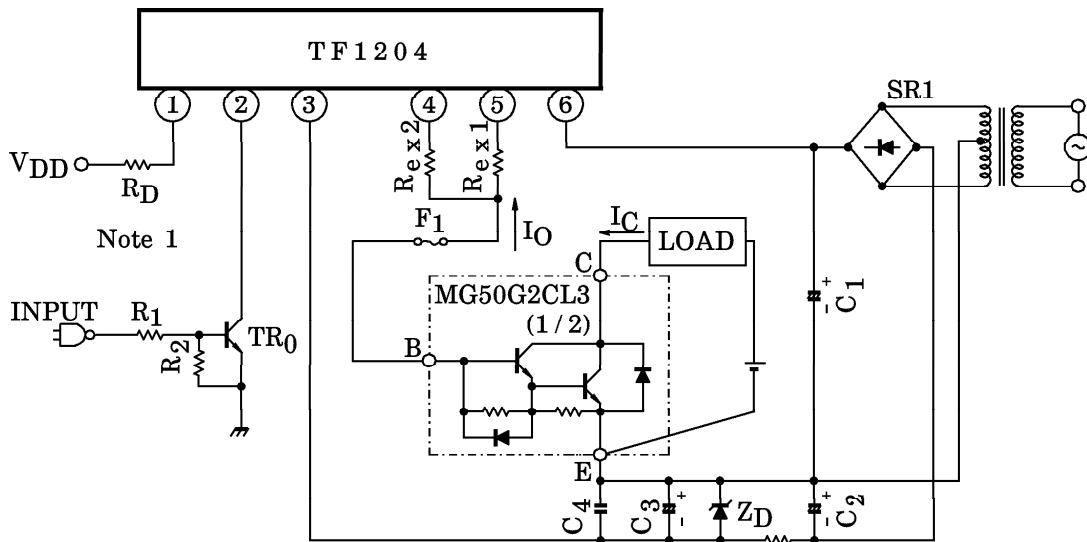 TF1204
1 2 3 4 5 6
SR1
VDD
RD
Rex2
Rex1
Note 1
F1
IO
IC
LOAD
C
MG50G2CL3
(1/2)
+
- C1
INPUT
R1
R2
TR0
B
E
C4
C3
+
-
ZD
+
-
C2